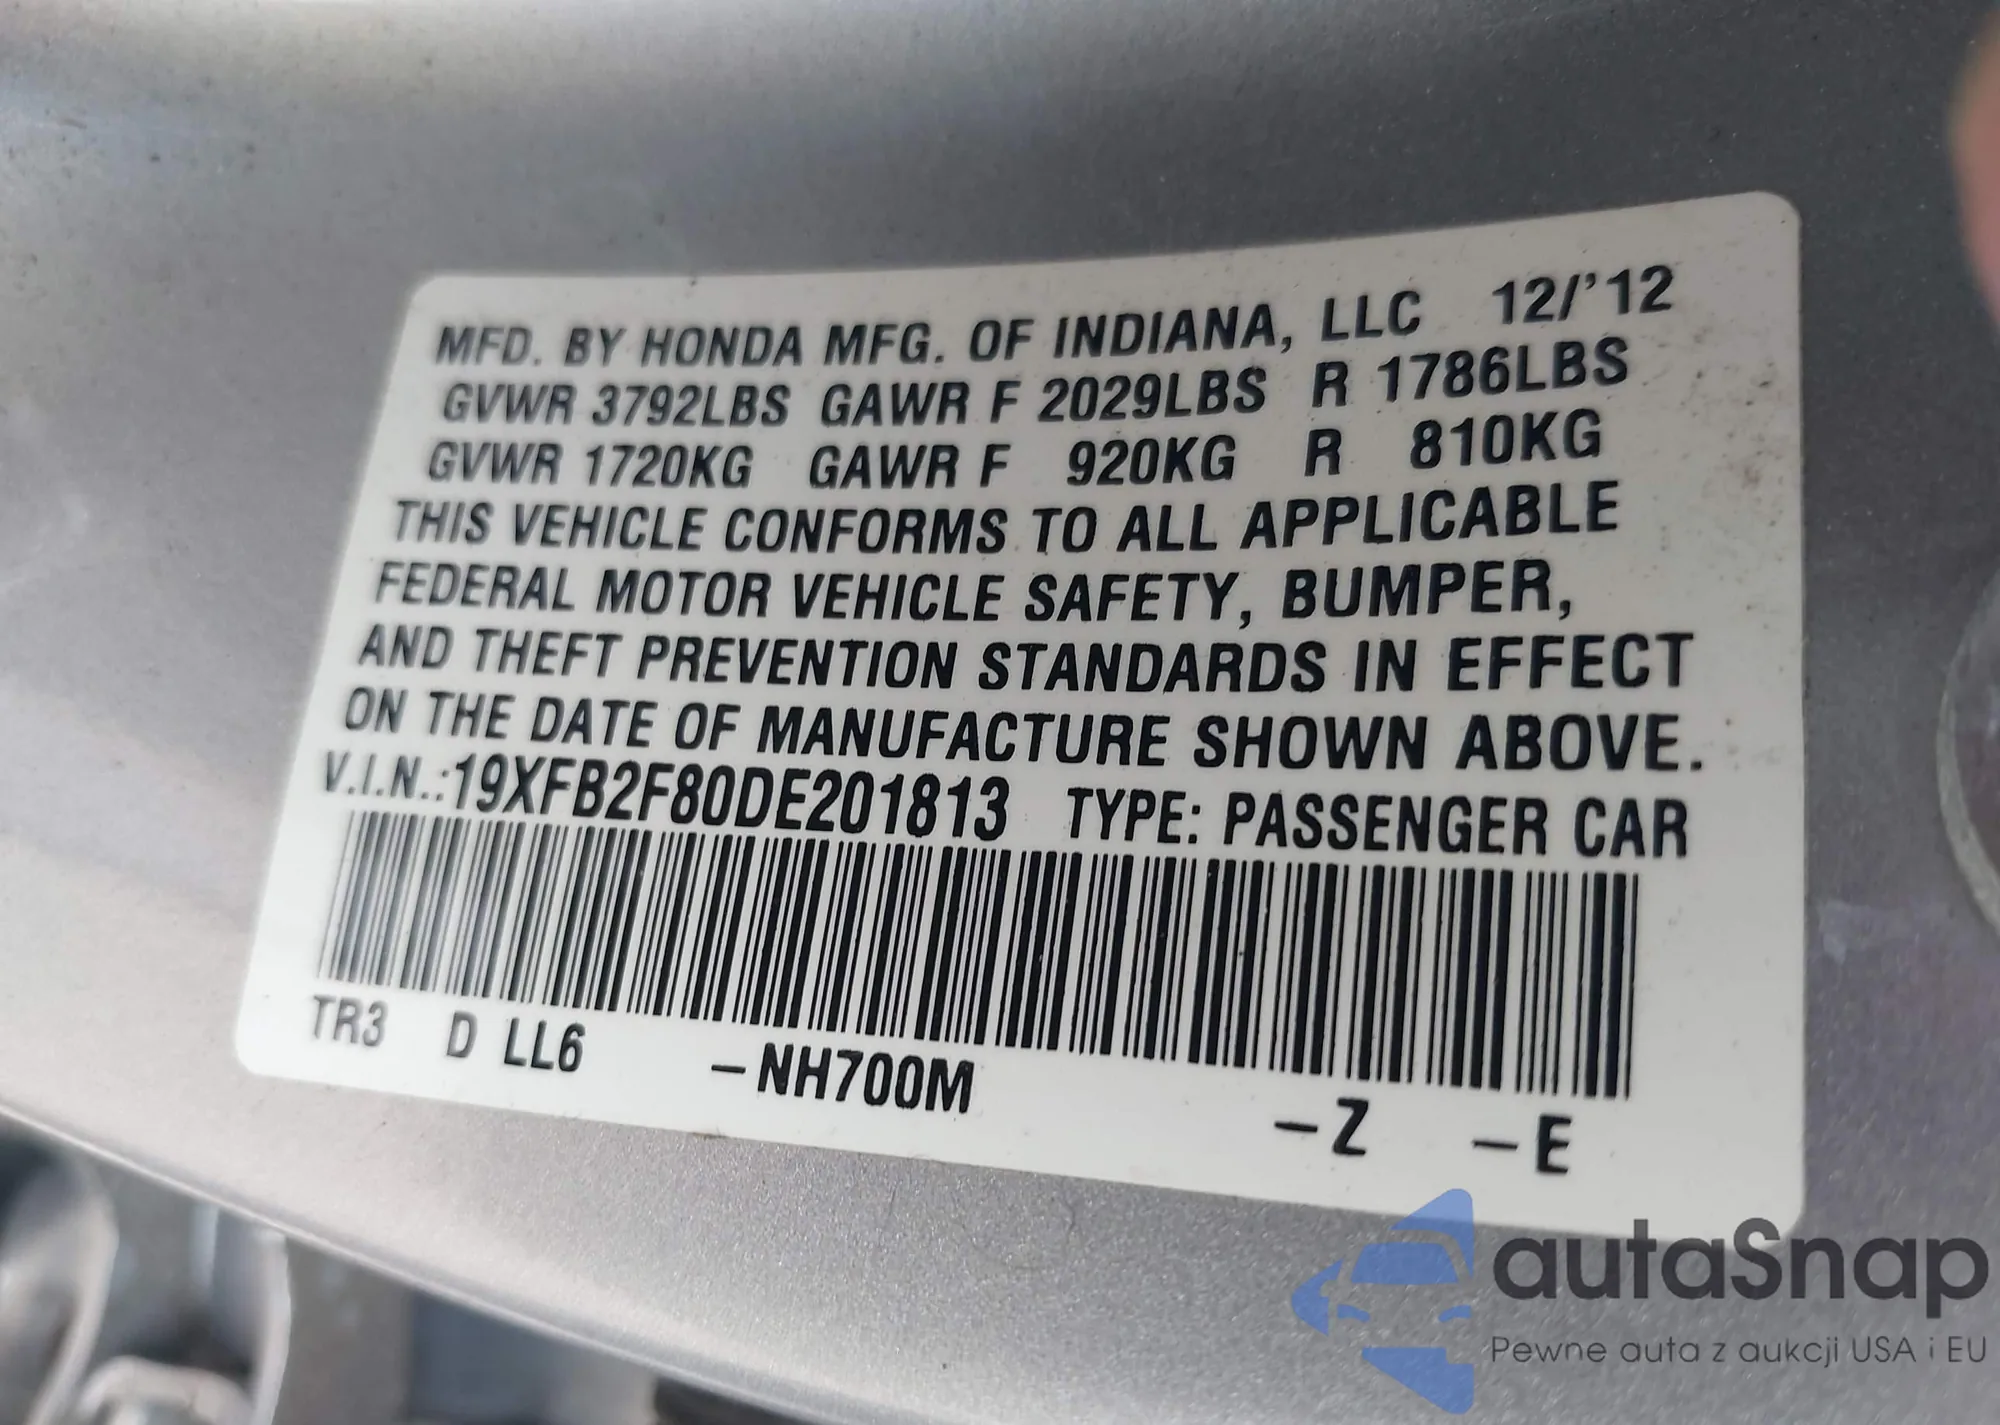 MFD. BY HONDA MFG. OF INDIANA, LLC 12/'12
GVWR 3792LBS GAWR F 2029LBS R 1786LBS
GVWR 1720KG GAWR F 920KG R 810KG
THIS VEHICLE CONFORMS TO ALL APPLICABLE
FEDERAL MOTOR VEHICLE SAFETY, BUMPER,
AND THEFT PREVENTION STANDARDS IN EFFECT
ON THE DATE OF MANUFACTURE SHOWN ABOVE.
V.I.N.:19XFB2F80DE201813 TYPE: PASSENGER CAR
TR3 D LL6 -NH700M -Z -E
autaSnap
Pewne auta z aukcji USA i EU